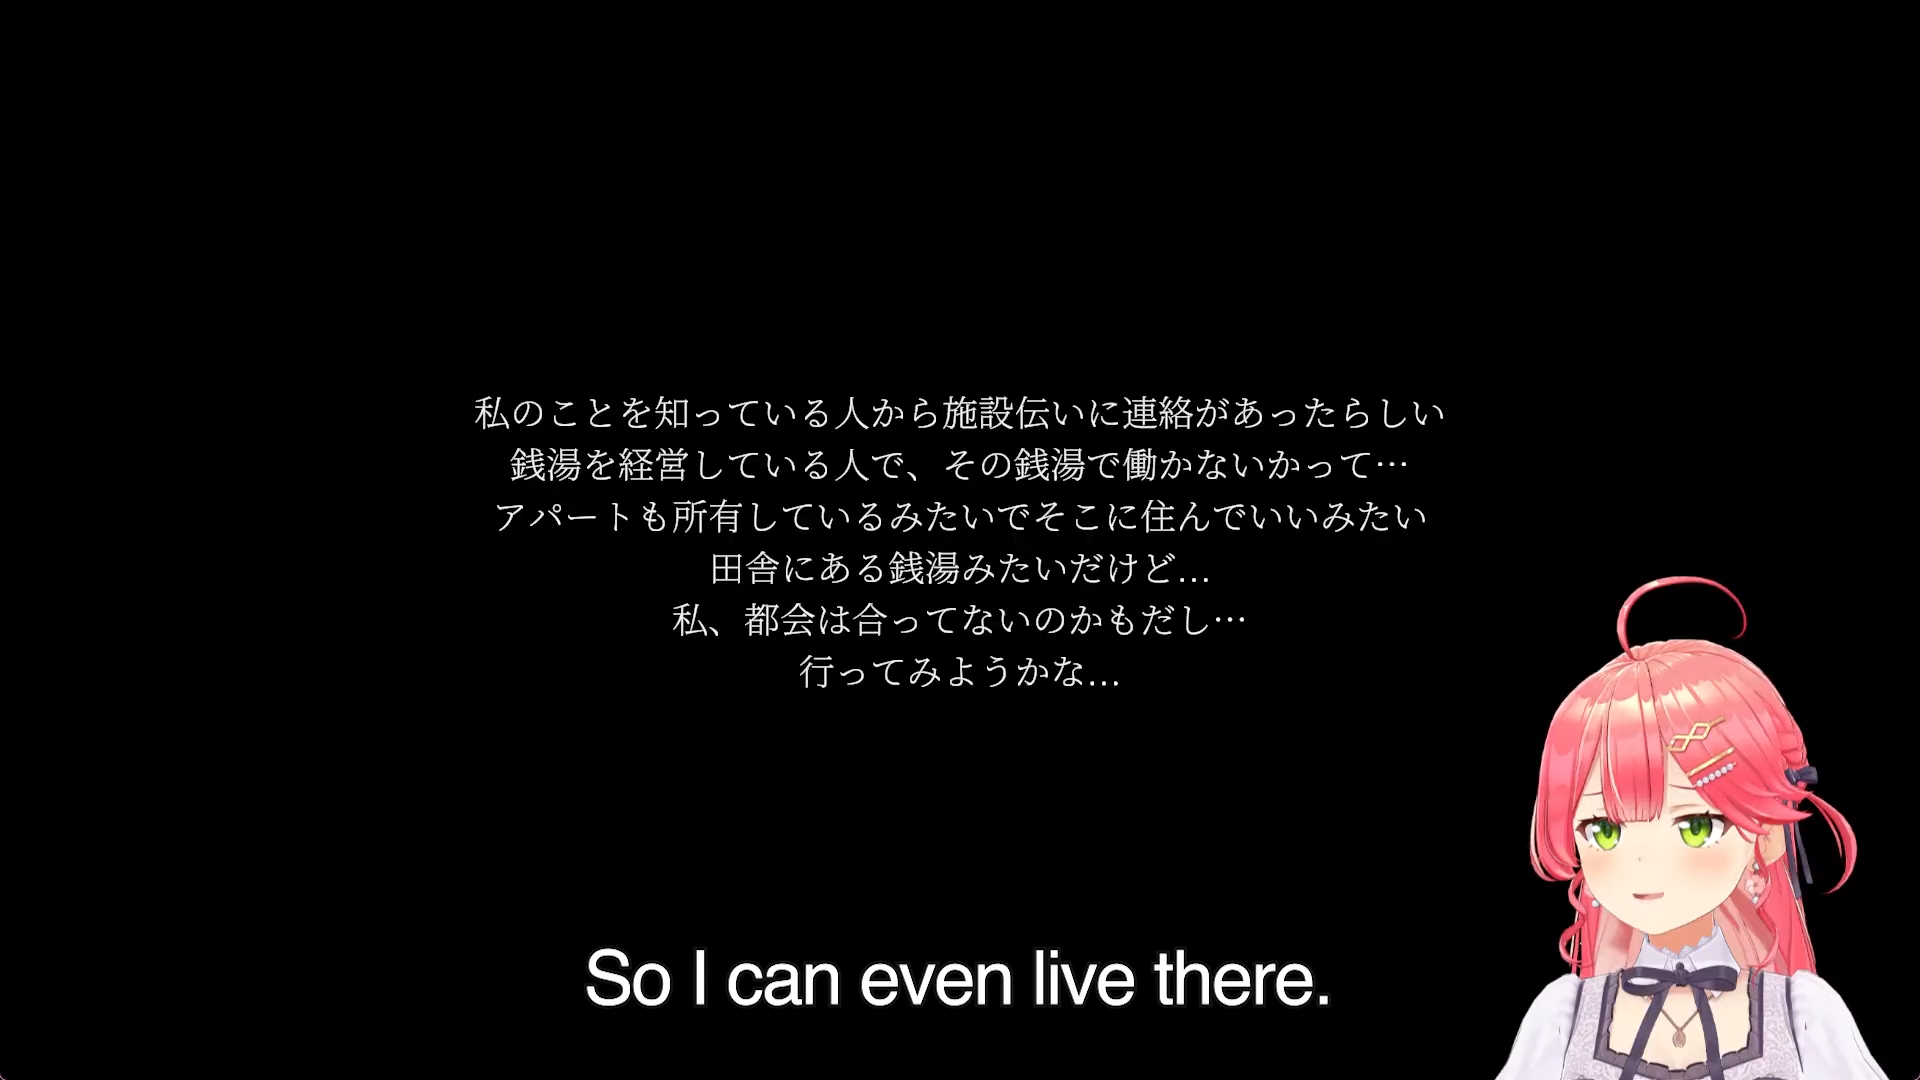 私のことを知っている人から施設伝いに連絡があったらしい
銭湯を経営している人で、その銭湯で働かないかって…
アパートも所有しているみたいでそこに住んでいいみたい
田舎にある銭湯みたいだけど...
私、都会は合ってないのかもだし…
行ってみようかな...
So I can even live there.